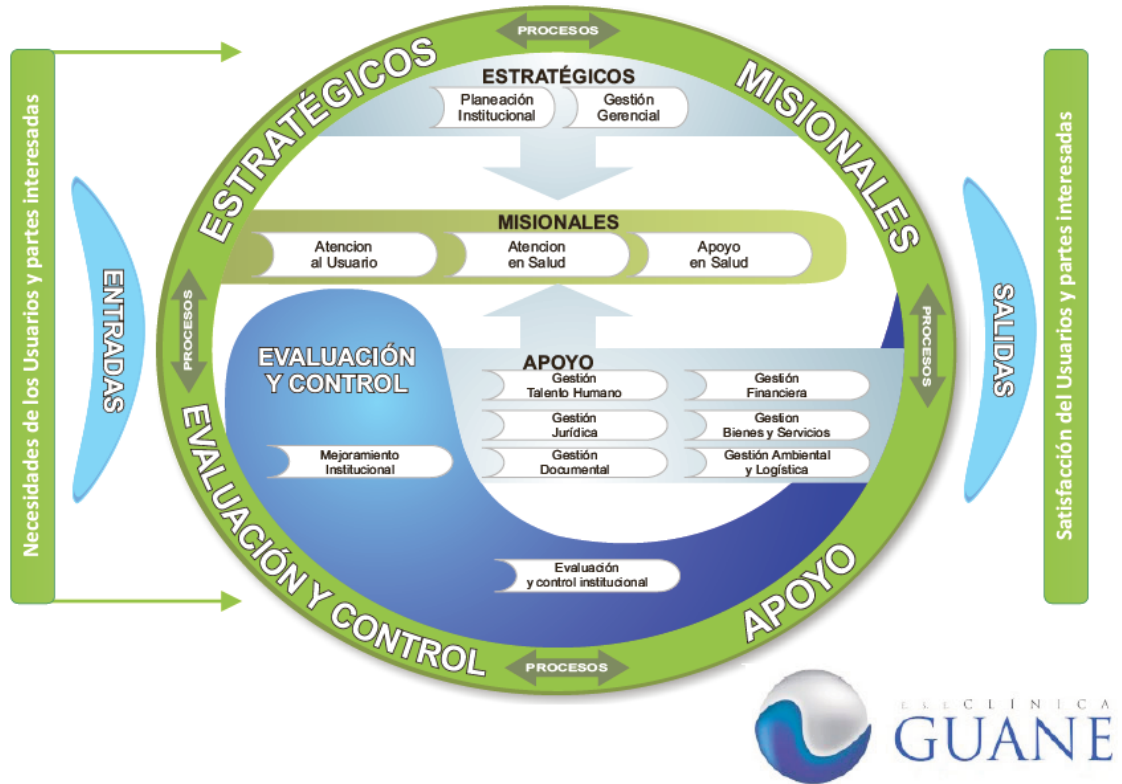 PROCESOS
ESTRATÉGICOS
MISIONALES
ESTRATÉGICOS
Planeación
Institucional
Gestión
Gerencial
Necesidades de los Usuarios y partes interesadas
ENTRADAS
MISIONALES
Atencion
al Usuario
Atencion
en Salud
Apoyo
en Salud
PROCESOS
PROCESOS
SALIDAS
Satisfacción del Usuarios y partes interesadas
EVALUACIÓN
Y CONTROL
Mejoramiento
Institucional
APOYO
Gestión
Talento Humano
Gestión
Financiera
Gestión
Jurídica
Gestion
Bienes y Servicios
Gestión
Documental
Gestión Ambiental
y Logística
Evaluación
y control institucional
EVALUACIÓN Y CONTROL
APOYO
PROCESOS
E.S.E CLÍNICA
GUANE